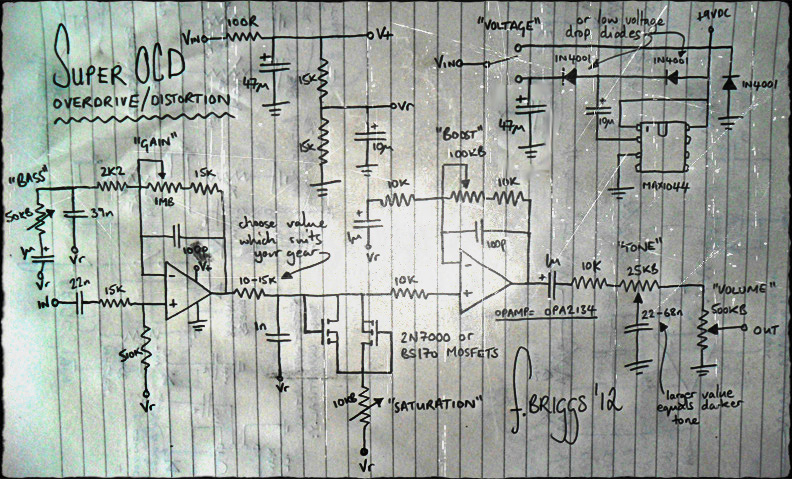 SUPER OCD
OVERDRIVE/DISTORTION
VIN
100R
V+
47µ
15K
15K
Vr
10µ
"VOLTAGE"
VIN
or low voltage
drop diodes
+9VDC
1N4001
1N4001
1N4001
47µ
10µ
1
MAX1044
"GAIN"
2K2
15K
1MB
"BASS"
50KB
39n
1µ
Vr
Vr
100p
V+
22n
IN
15K
510K
Vr
choose value
which suits
your gear
10-15K
1n
Vr
"BOOST"
100KB
10K
10K
1µ
Vr
100p
10K
2N7000 or
BS170 MOSFETS
10KB
"SATURATION"
Vr
OPAMP = OPA2134
1µ
10K
"TONE"
25KB
22-68n
"VOLUME"
500KB
OUT
larger value
equals darker
tone
f.BRIGGS '12